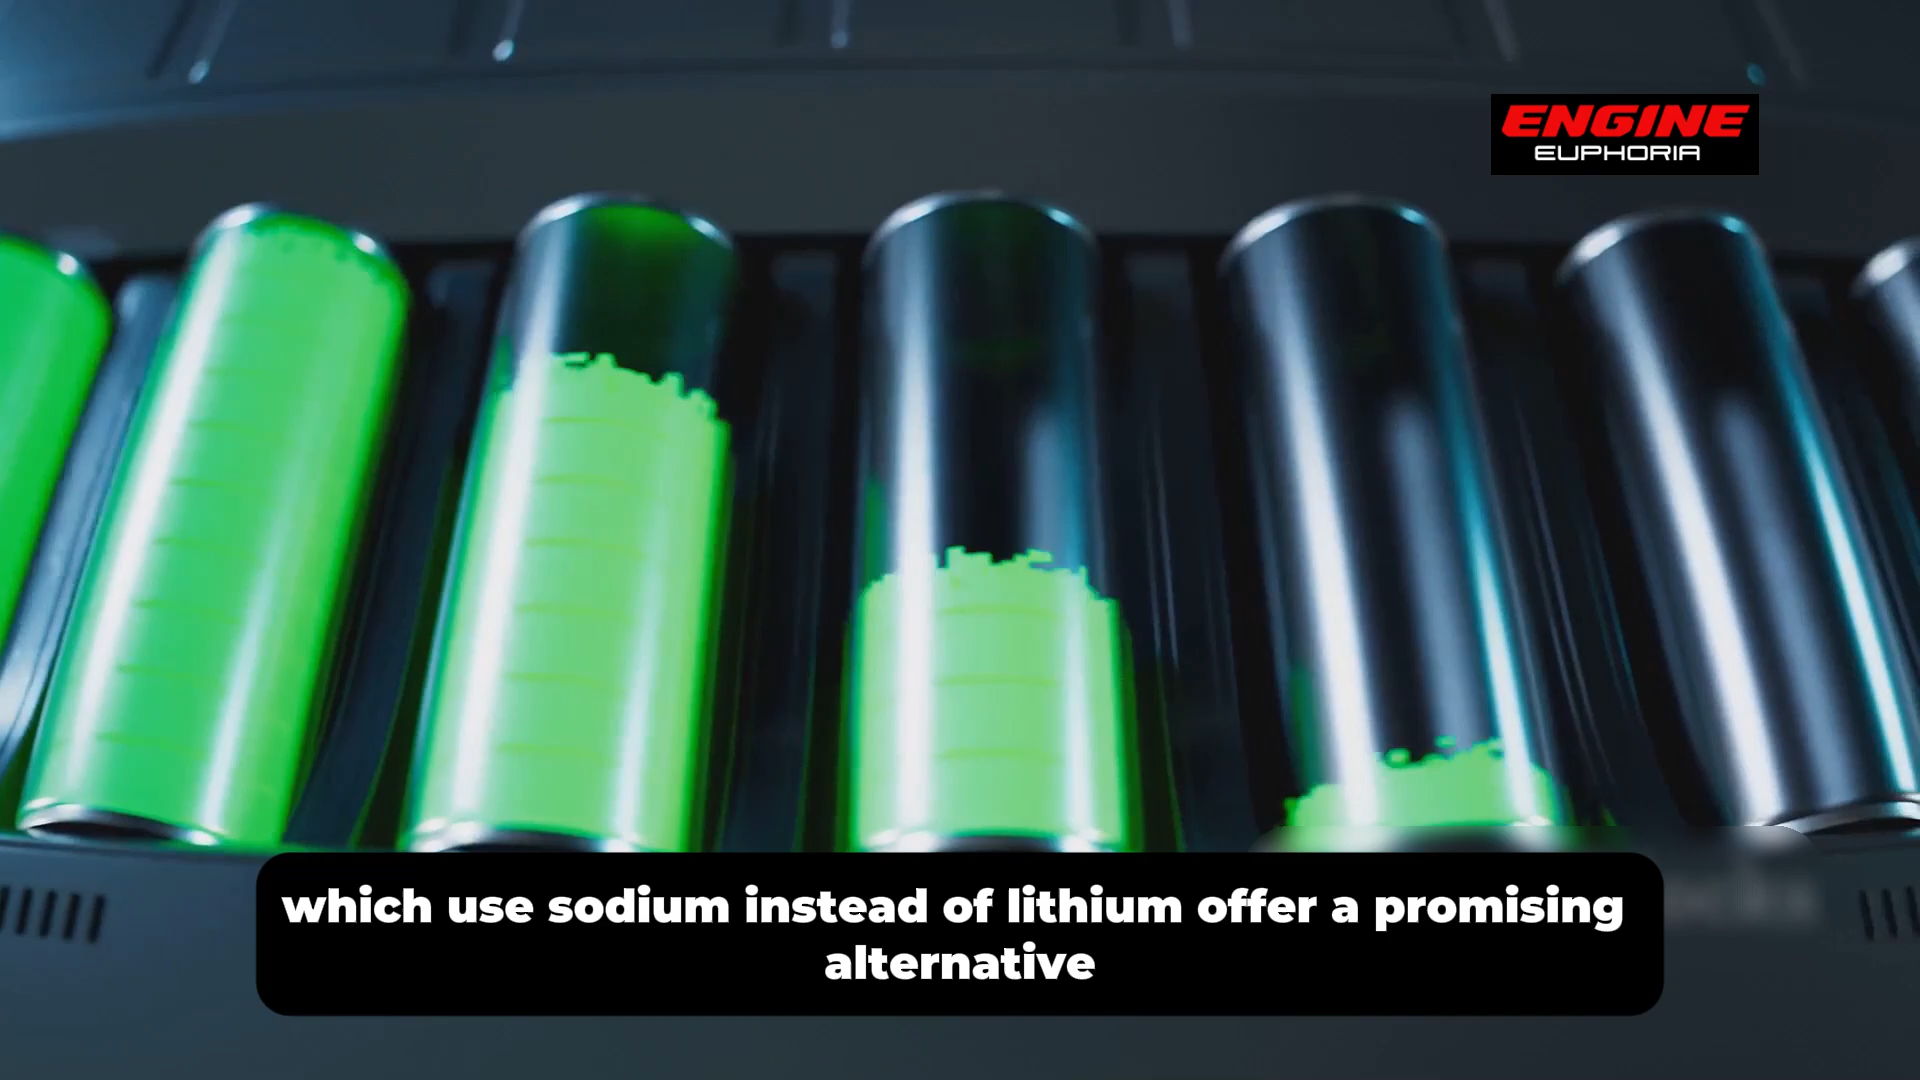 ENGINE
EUPHORIA
which use sodium instead of lithium offer a promising
alternative